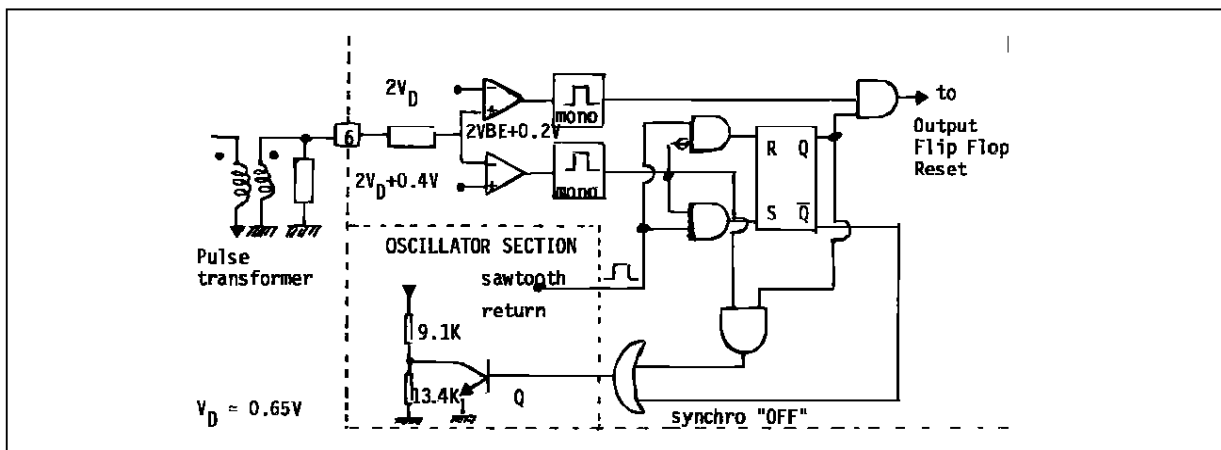 2V_D
mono
to
Output
Flip Flop
Reset
6
2VBE+0.2V
R Q
2V_D+0.4V
mono
S Q̅
Pulse
transformer
OSCILLATOR SECTION
sawtooth
return
9.1K
13.4K
Q
V_D = 0.65V
synchro "OFF"